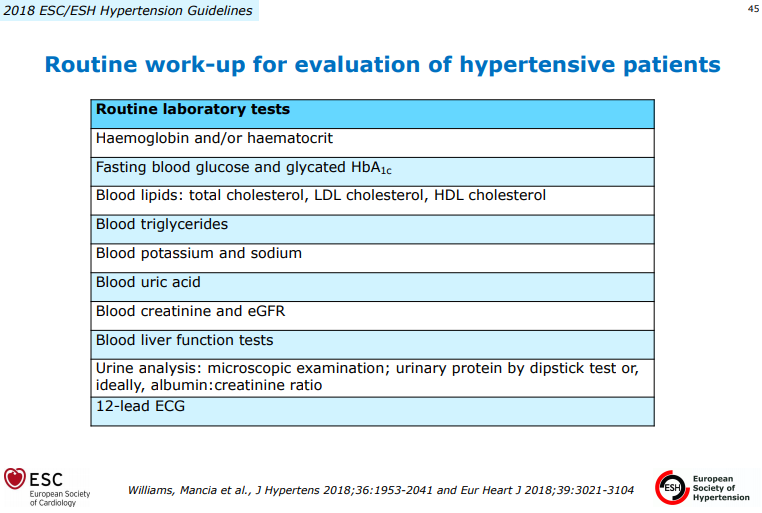 2018 ESC/ESH Hypertension Guidelines
45
Routine work-up for evaluation of hypertensive patients
Routine laboratory tests
Haemoglobin and/or haematocrit
Fasting blood glucose and glycated HbA1c
Blood lipids: total cholesterol, LDL cholesterol, HDL cholesterol
Blood triglycerides
Blood potassium and sodium
Blood uric acid
Blood creatinine and eGFR
Blood liver function tests
Urine analysis: microscopic examination; urinary protein by dipstick test or,
ideally, albumin:creatinine ratio
12-lead ECG
ESC
European Society
of Cardiology
Williams, Mancia et al., J Hypertens 2018;36:1953-2041 and Eur Heart J 2018;39:3021-3104
ESH
European
Society of
Hypertension